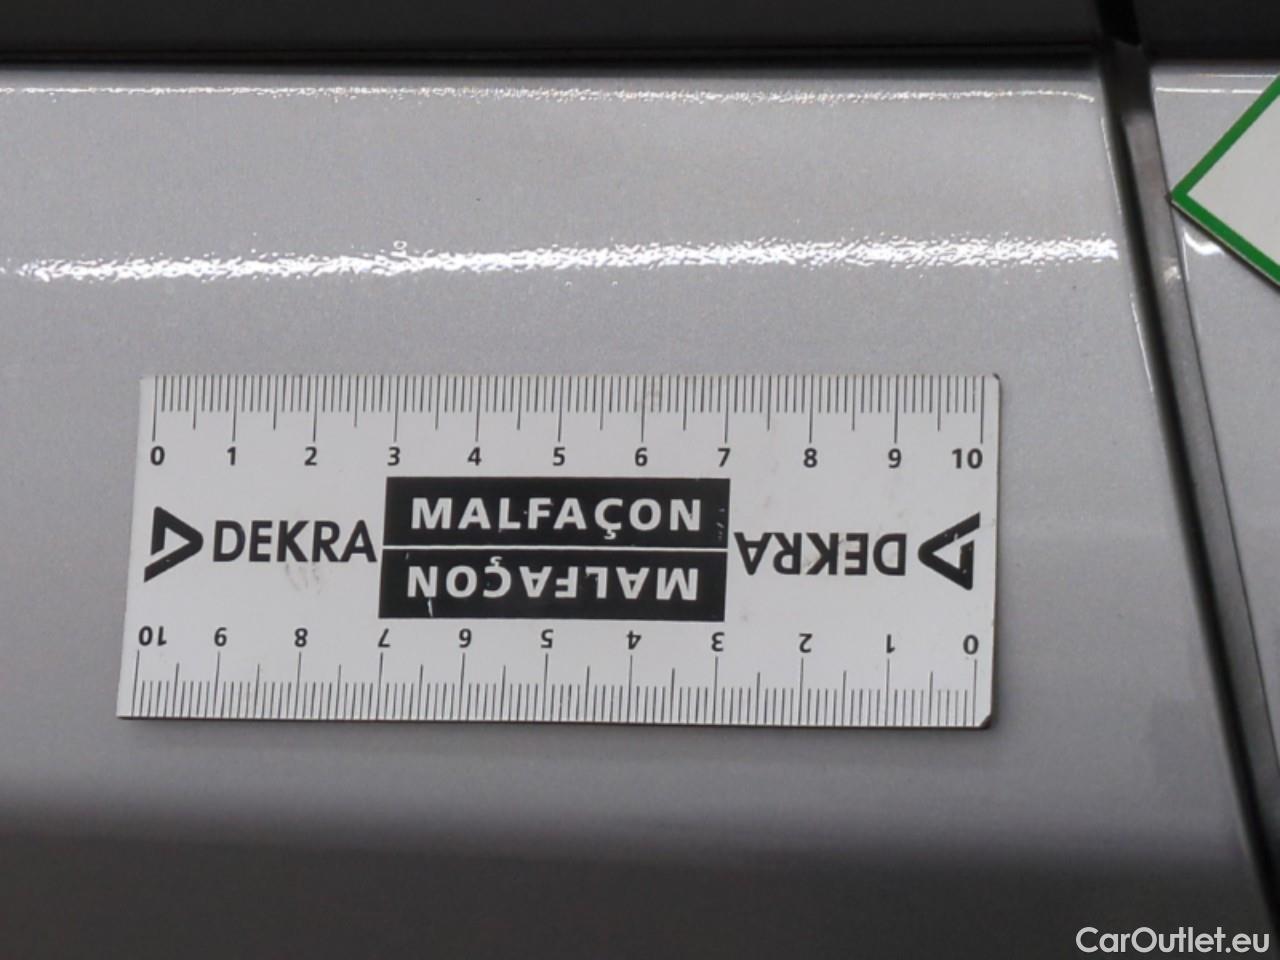 0 1 2 3 4 5 6 7 8 9 10
DEKRA MALFAÇON
MALFAÇON DEKRA
0 1 2 3 4 5 6 7 8 9 10
CarOutlet.eu